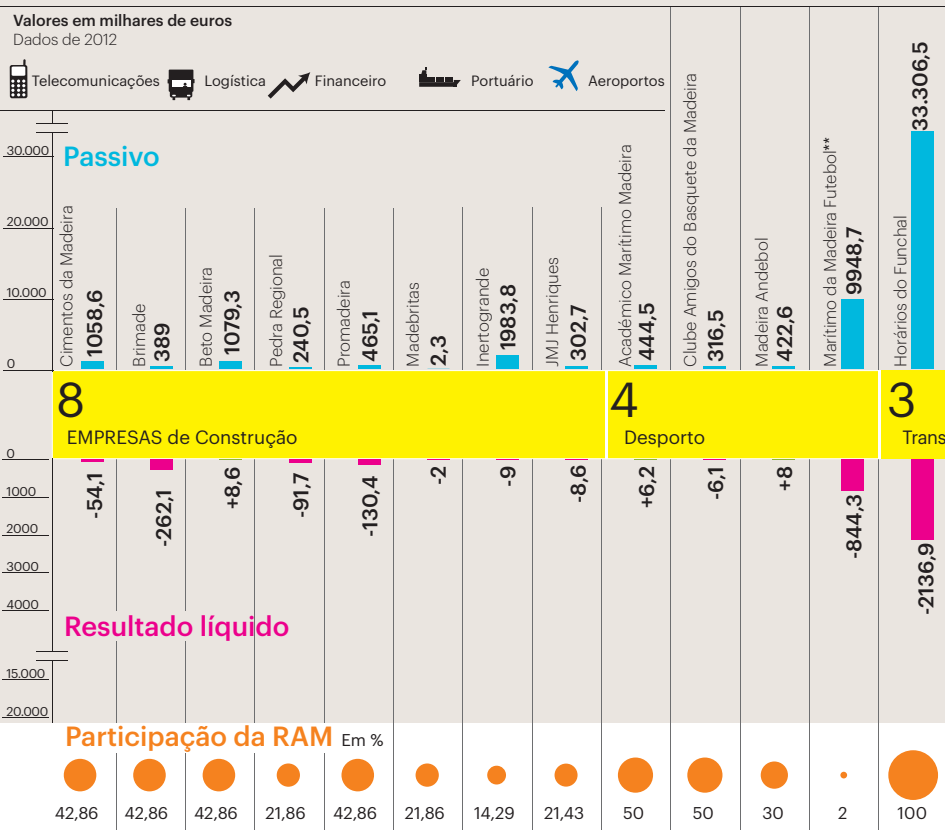 Valores em milhares de euros
Dados de 2012
Telecomunicações Logística Financeiro Portuário Aeroportos
Passivo
30.000
20.000
10.000
0
Cimentos da Madeira
1058,6
Brimade
389
Beto Madeira
1079,3
Pedra Regional
240,5
Promadeira
465,1
Madebritas
2,3
Inertogrande
1983,8
JMJ Henriques
302,7
Académico Marítimo Madeira
444,5
Clube Amigos do Basquete da Madeira
316,5
Madeira Andebol
422,6
Marítimo da Madeira Futebol**
9948,7
Horários do Funchal
33.306,5
8
EMPRESAS de Construção
4
Desporto
3
Trans
0
1000
2000
3000
4000
15.000
20.000
-54,1
-262,1
+8,6
-91,7
-130,4
-2
-9
-8,6
+6,2
-6,1
+8
-844,3
-2136,9
Resultado líquido
Participação da RAM Em %
42,86 42,86 42,86 21,86 42,86 21,86 14,29 21,43 50 50 30 2 100